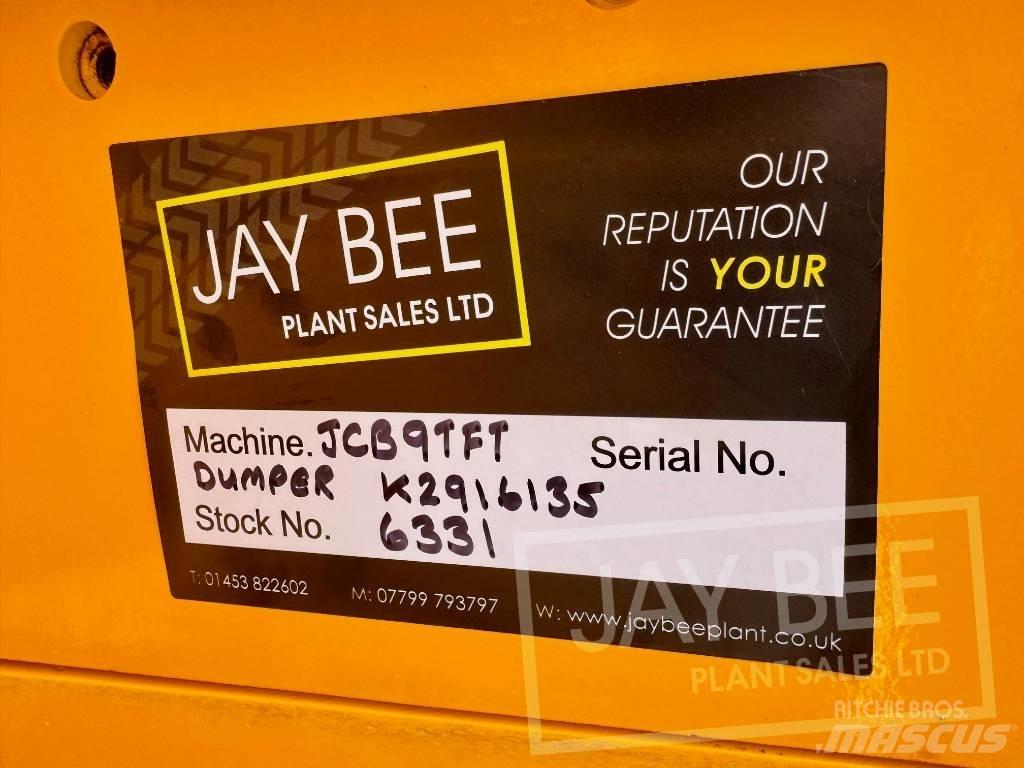 JAY BEE
PLANT SALES LTD
OUR
REPUTATION
IS YOUR
GUARANTEE
Machine. JCB9TFT Serial No.
DUMPER K2916135
Stock No. 6331
T: 01453 822602 M: 07799 793797 W: www.jaybeeplant.co.uk
JAY BEE
PLANT SALES LTD
RITCHIE BROS.
MASCUS